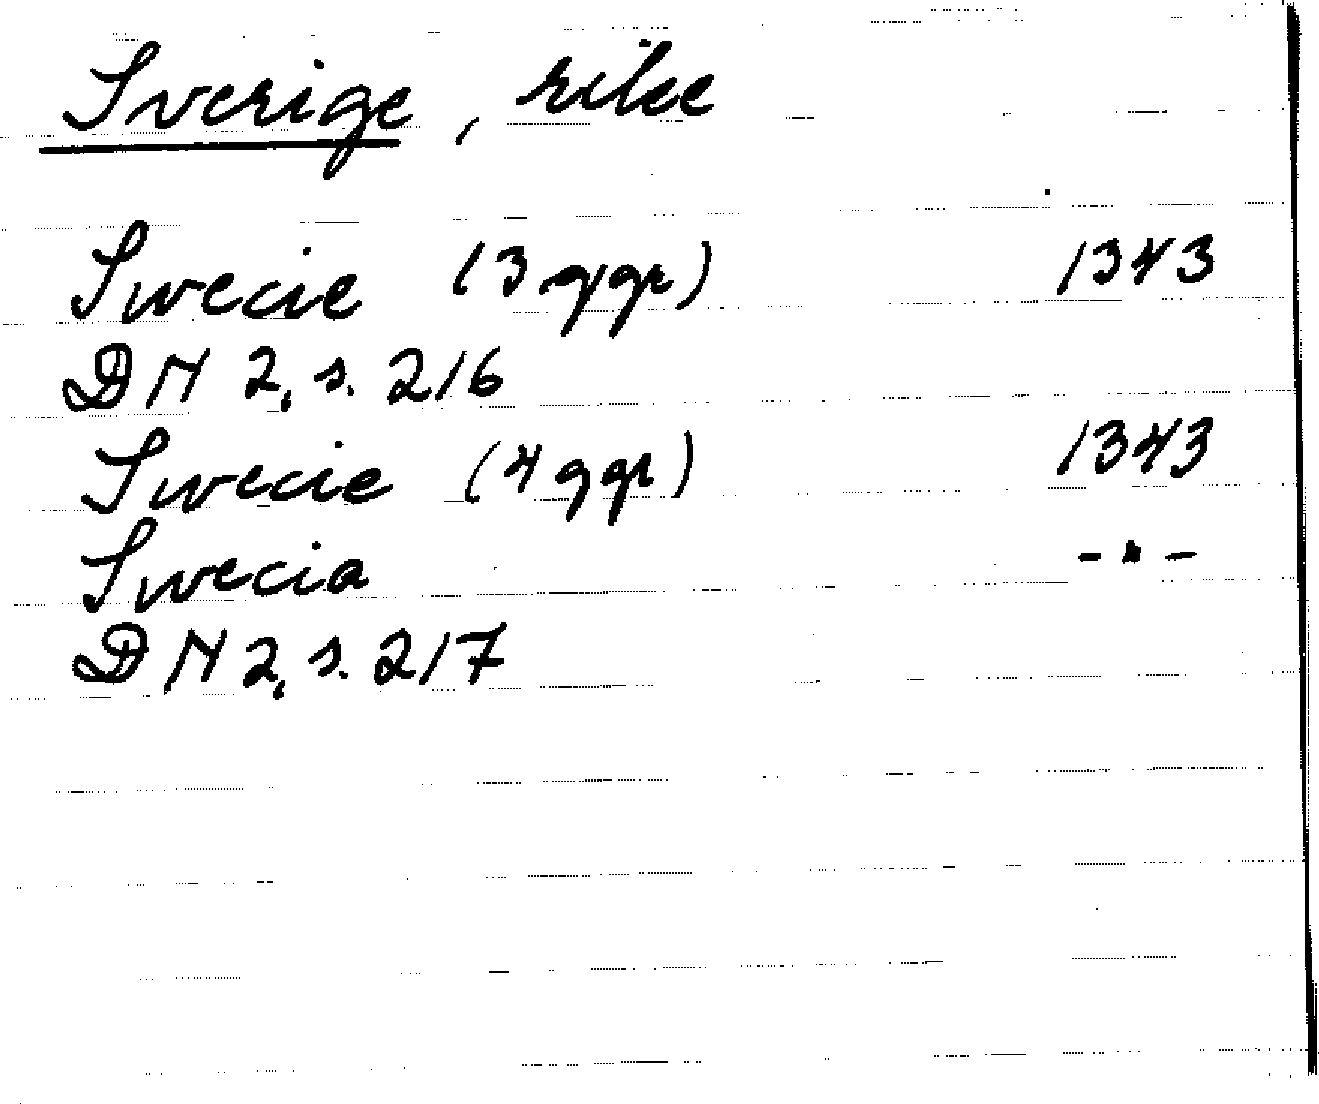 Sverige, rike
Swecie (3 ggr) 1343
DN 2, s. 216
Swecie (4 ggr) 1343
Swecia -"-
DN 2, s. 217